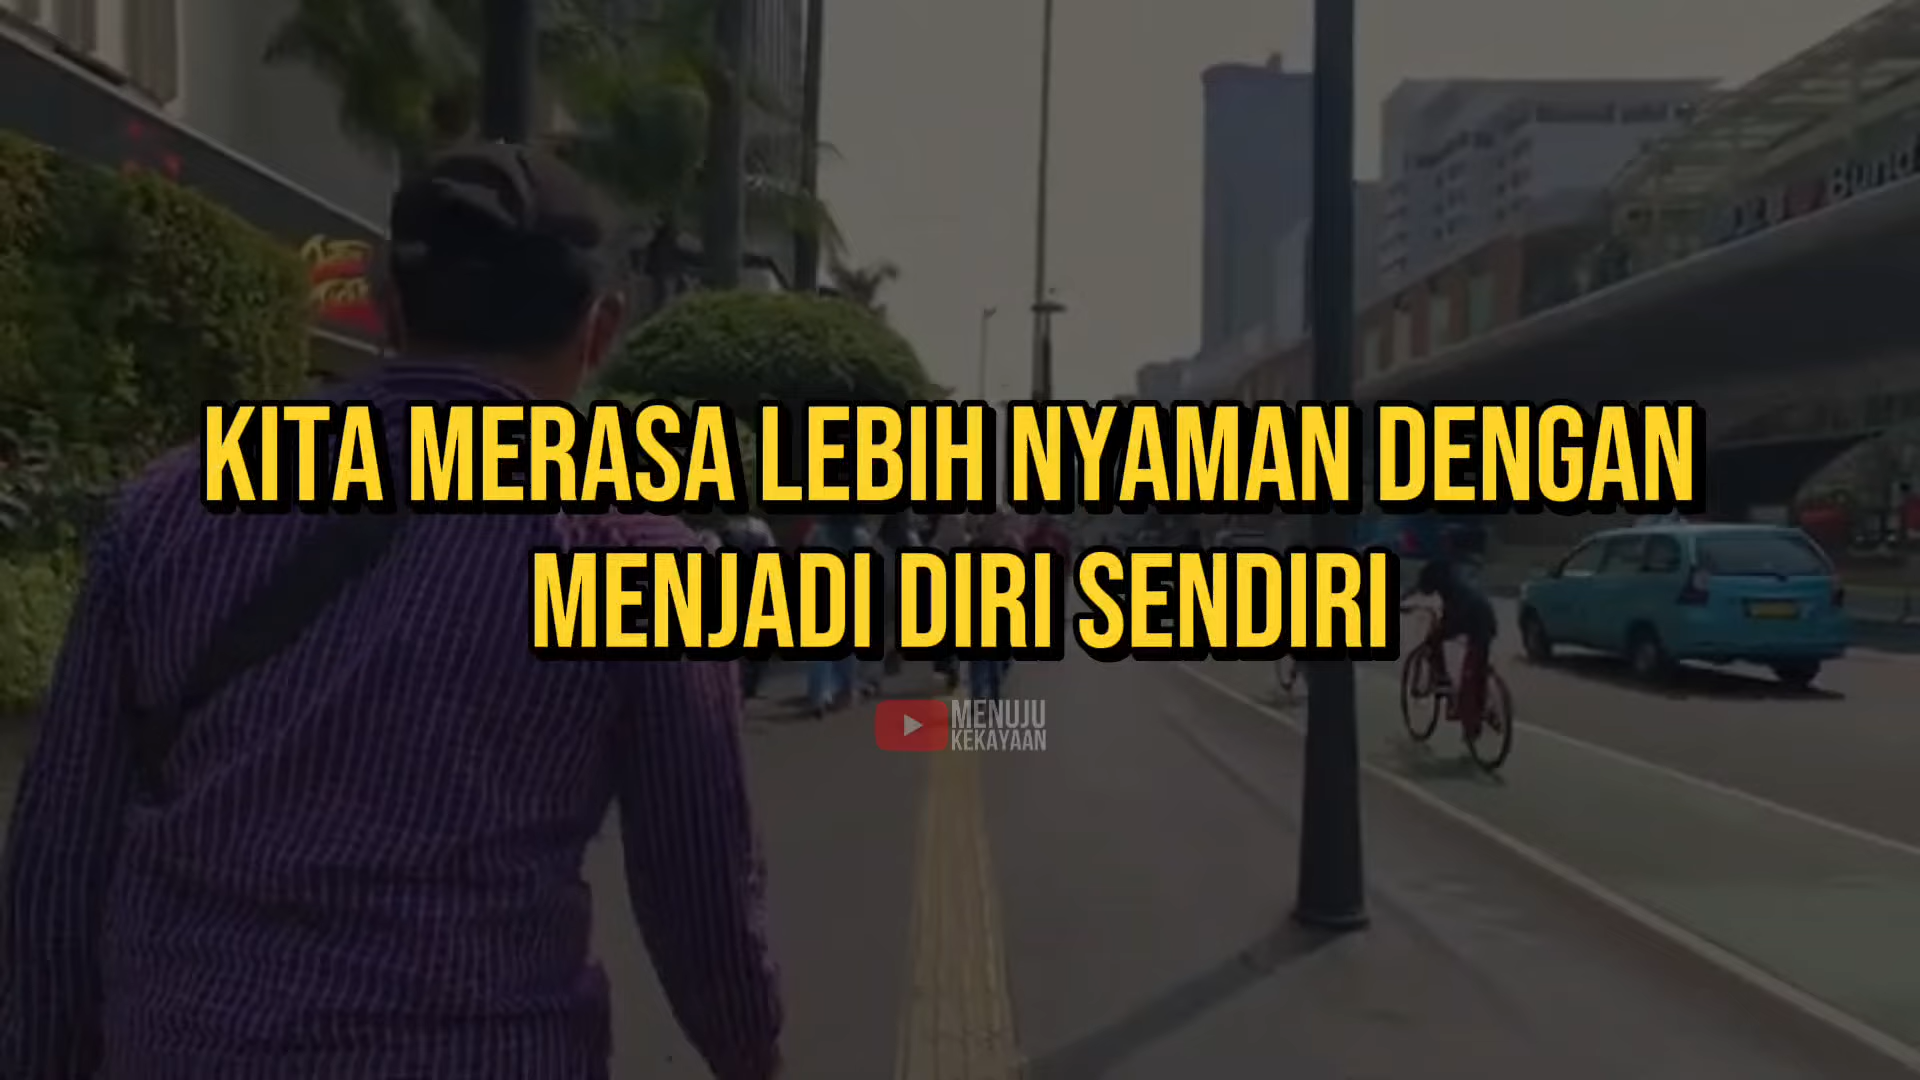 KITA MERASA LEBIH NYAMAN DENGAN
MENJADI DIRI SENDIRI
MENUJU
KEKAYAAN